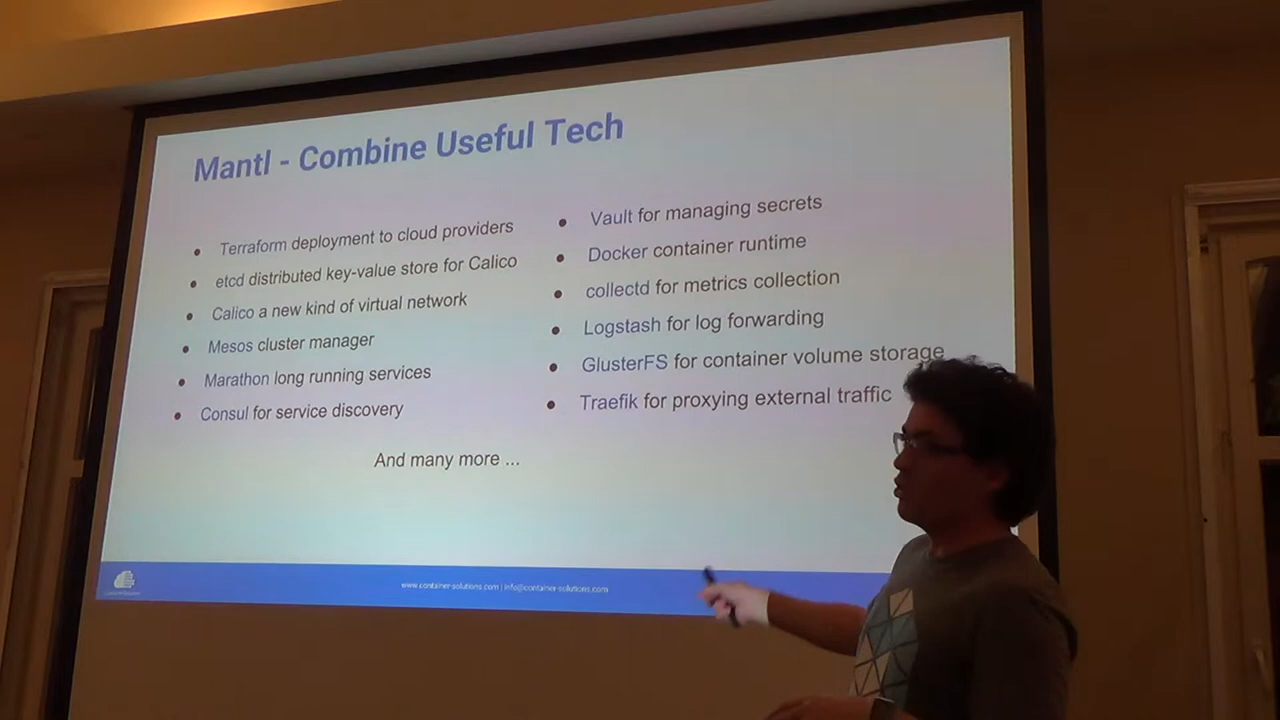 Mantl - Combine Useful Tech
● Terraform deployment to cloud providers
● etcd distributed key-value store for Calico
● Calico a new kind of virtual network
● Mesos cluster manager
● Marathon long running services
● Consul for service discovery
● Vault for managing secrets
● Docker container runtime
● collectd for metrics collection
● Logstash for log forwarding
● GlusterFS for container volume storage
● Traefik for proxying external traffic
And many more ...
www.container-solutions.com | info@container-solutions.com